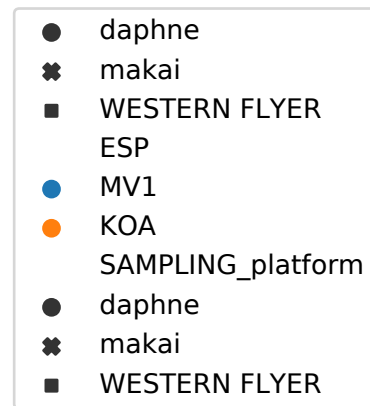 daphne
makai
WESTERN FLYER
ESP
MV1
KOA
SAMPLING_platform
daphne
makai
WESTERN FLYER